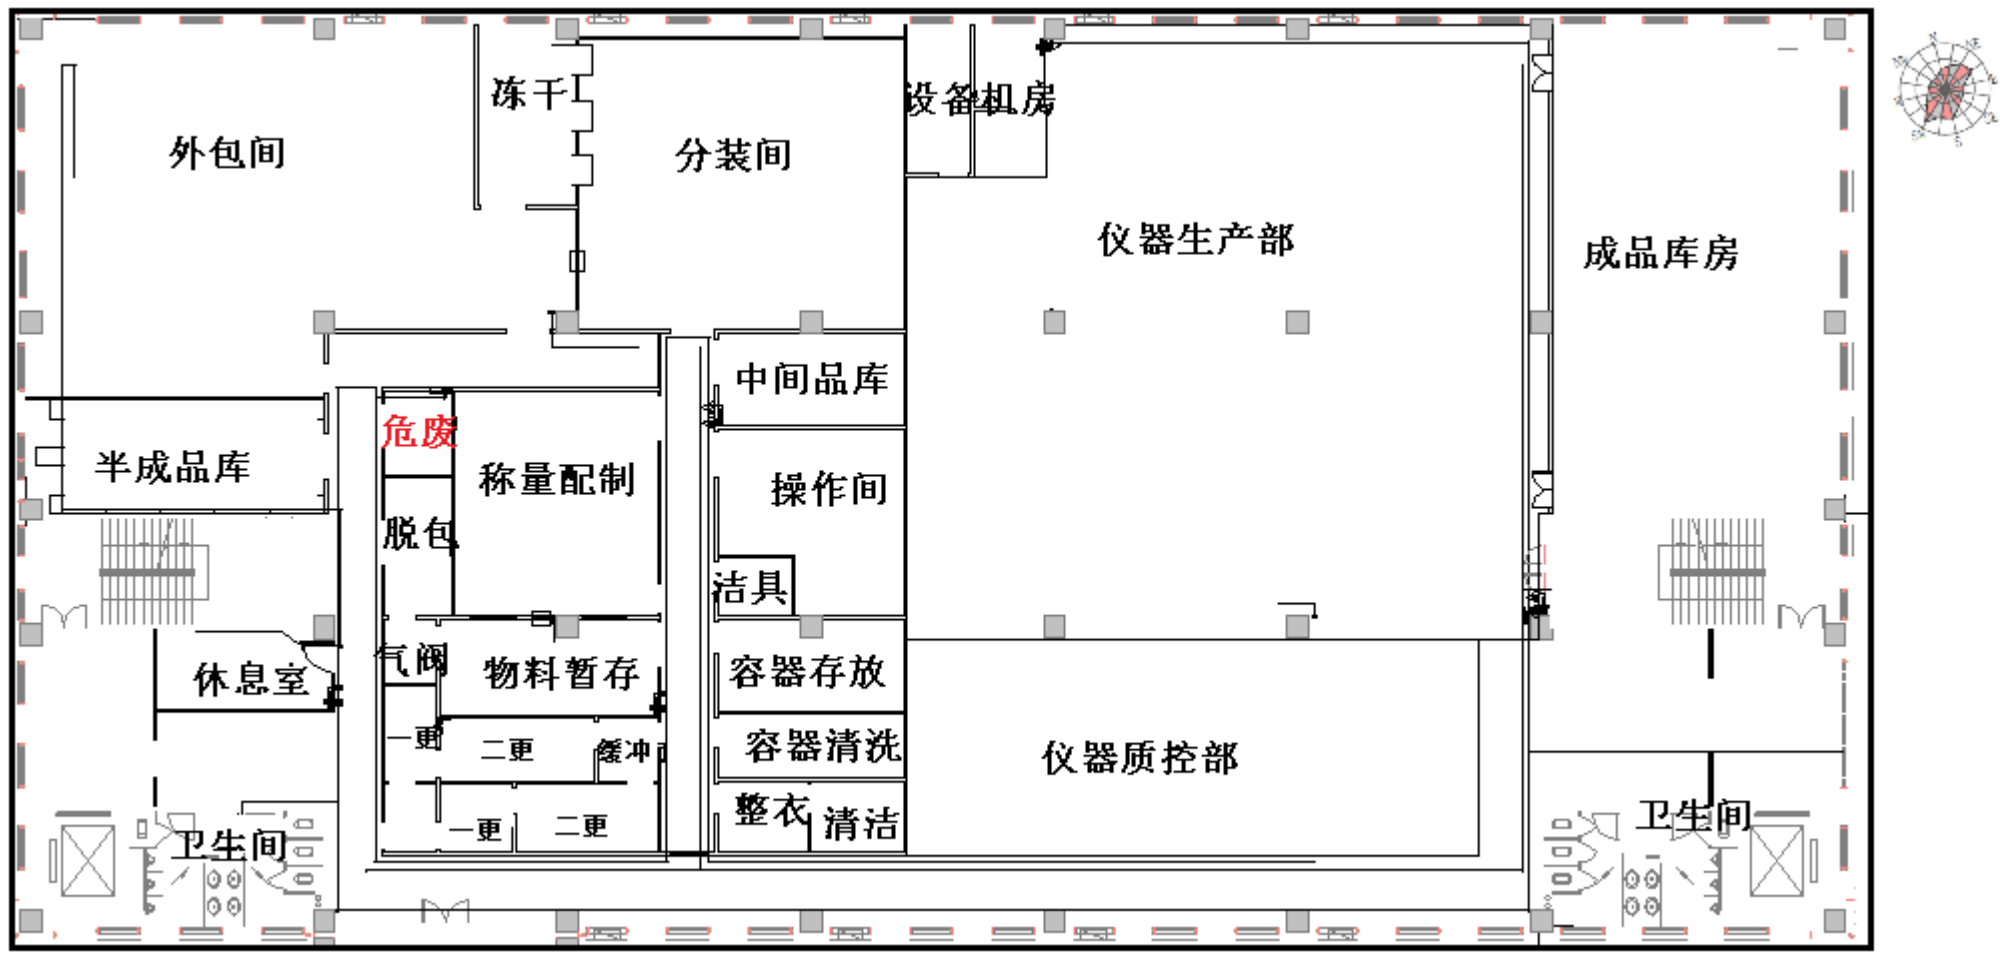 冻干
设备机房
外包间
分装间
仪器生产部
成品库房
中间品库
危废
半成品库
称量配制
操作间
脱包
洁具
气阀
物料暂存
容器存放
休息室
一更
二更
缓冲
容器清洗
仪器质控部
整衣
清洁
一更
二更
卫生间
卫生间